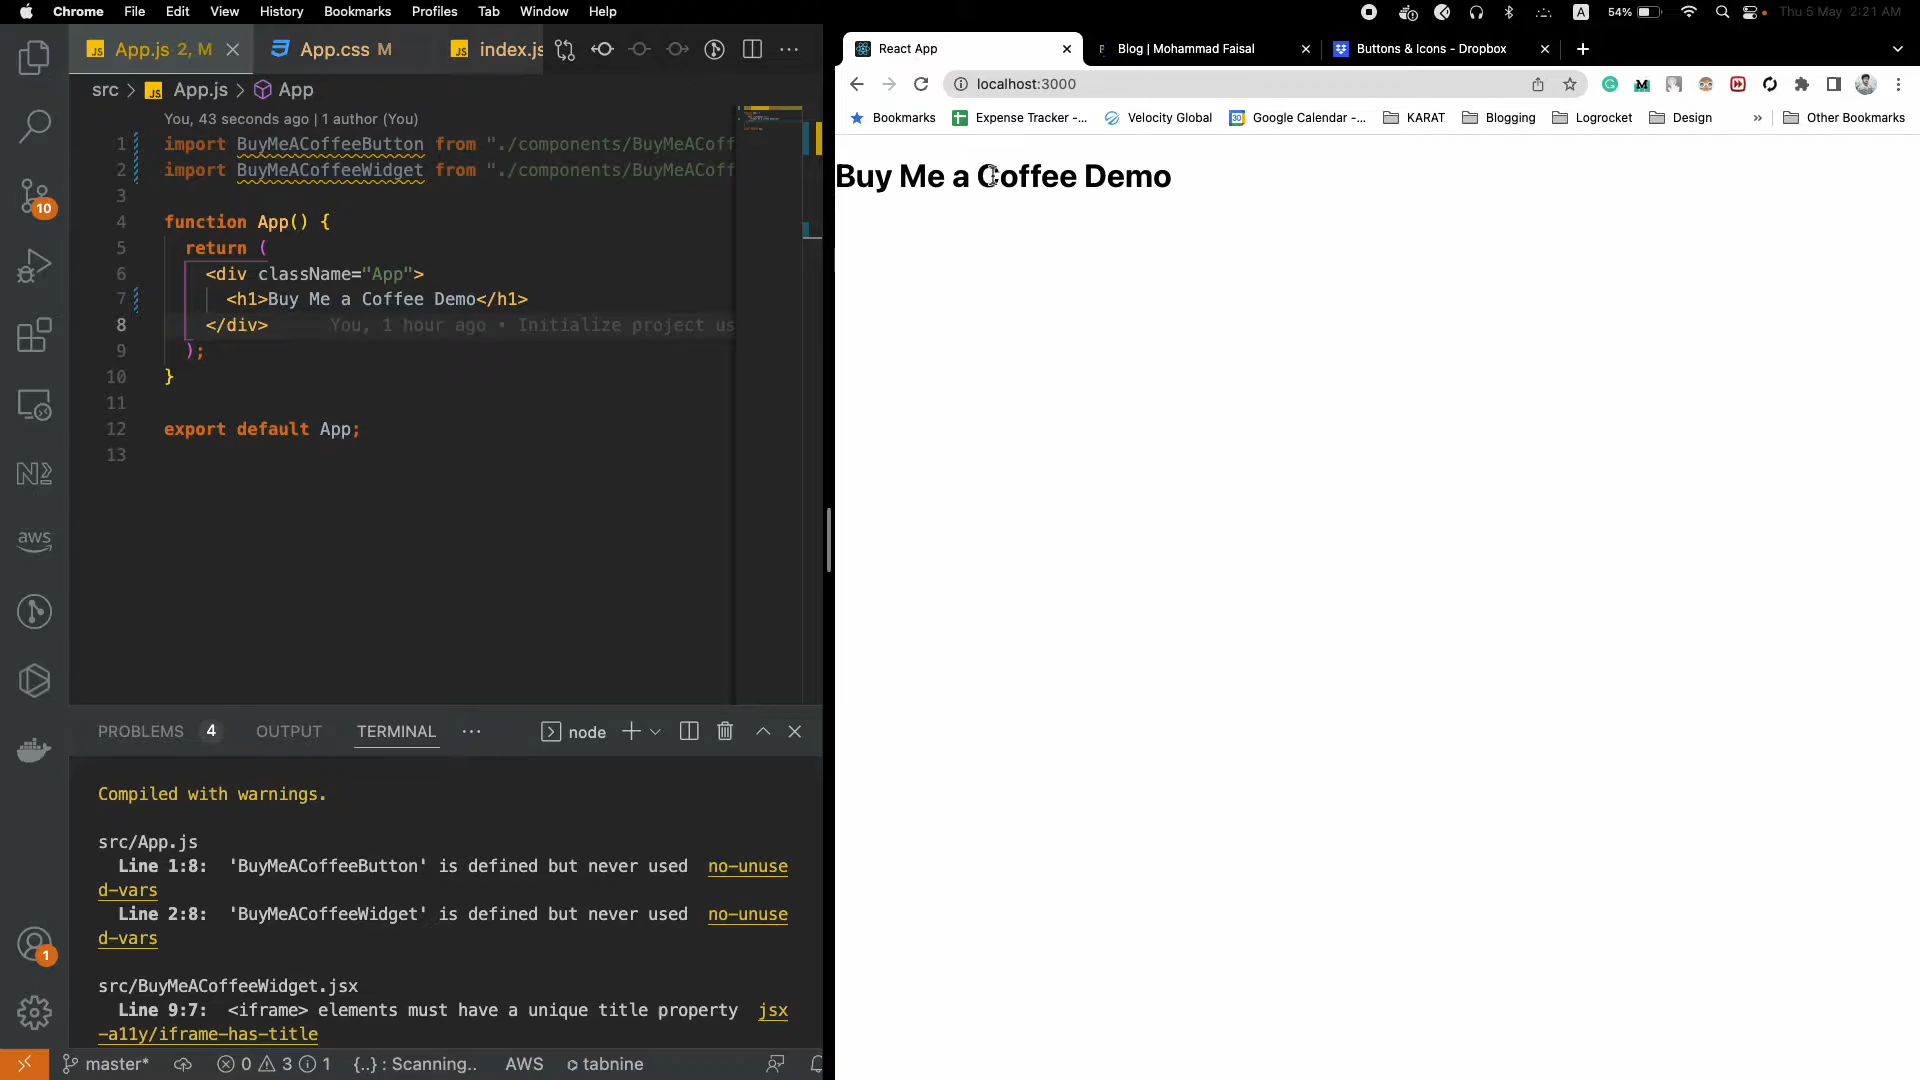 Chrome File Edit View History Bookmarks Profiles Tab Window Help
A 54% Thu 5 May 2:21 AM
App.js 2, M App.css M index.js
src > App.js > App
You, 43 seconds ago | 1 author (You)
1 import BuyMeACoffeeButton from "./components/BuyMeACoff
2 import BuyMeACoffeeWidget from "./components/BuyMeACoff
3
4 function App() {
5 return (
6 <div className="App">
7 <h1>Buy Me a Coffee Demo</h1>
8 </div> You, 1 hour ago • Initialize project us
9 );
10 }
11
12 export default App;
13
10
aws
1
PROBLEMS 4 OUTPUT TERMINAL ... node
Compiled with warnings.
src/App.js
Line 1:8: 'BuyMeACoffeeButton' is defined but never used no-unuse
d-vars
Line 2:8: 'BuyMeACoffeeWidget' is defined but never used no-unuse
d-vars
src/BuyMeACoffeeWidget.jsx
Line 9:7: <iframe> elements must have a unique title property jsx
-a11y/iframe-has-title
master* 0 3 1 {..} : Scanning.. AWS tabnine
React App Blog | Mohammad Faisal Buttons & Icons - Dropbox
localhost:3000
Bookmarks Expense Tracker -... Velocity Global Google Calendar -... KARAT Blogging Logrocket Design » Other Bookmarks
Buy Me a Coffee Demo